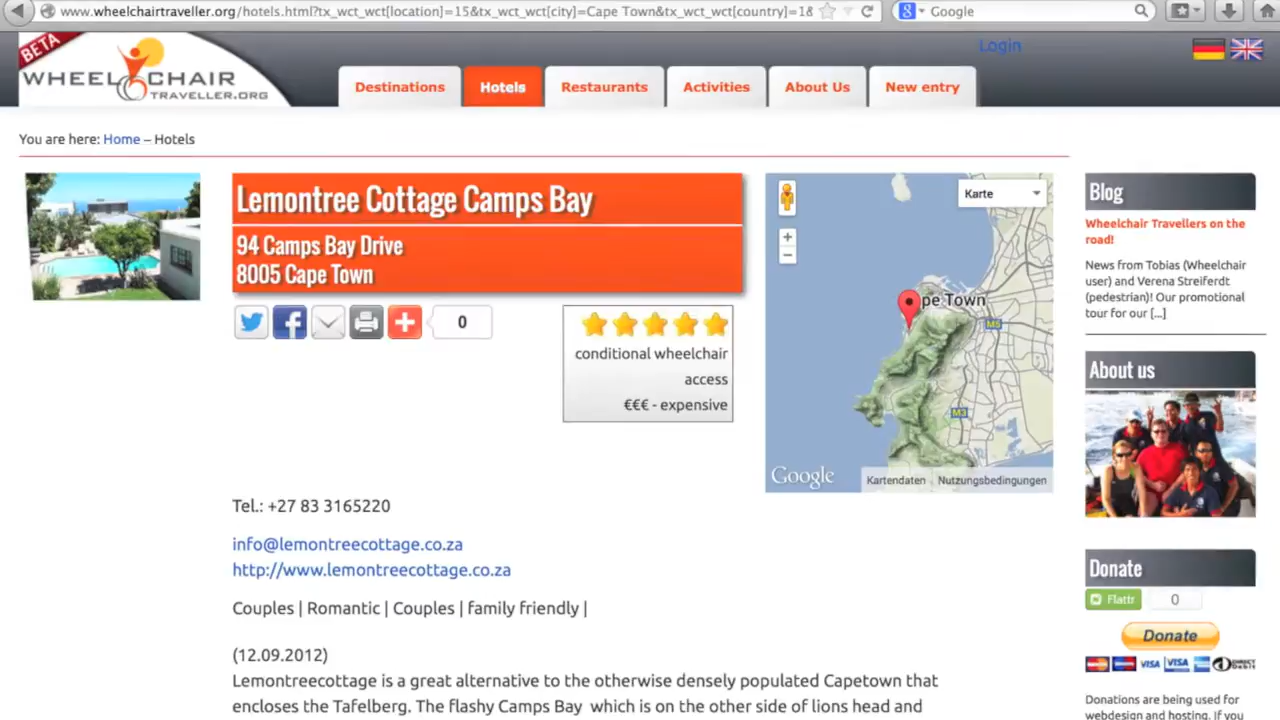 www.wheelchairtraveller.org/hotels.html?tx_wct_wct[location]=15&tx_wct_wct[city]=Cape Town&tx_wct_wct[country]=1&
Google
BETA
WHEELCHAIR
TRAVELLER.ORG
Login
Destinations
Hotels
Restaurants
Activities
About Us
New entry
You are here: Home – Hotels
Lemontree Cottage Camps Bay
94 Camps Bay Drive
8005 Cape Town
0
conditional wheelchair
access
€€€ - expensive
Karte
pe Town
M5
M3
Google
Kartendaten
Nutzungsbedingungen
Tel.: +27 83 3165220
info@lemontreecottage.co.za
http://www.lemontreecottage.co.za
Couples | Romantic | Couples | family friendly |
(12.09.2012)
Lemontreecottage is a great alternative to the otherwise densely populated Capetown that
encloses the Tafelberg. The flashy Camps Bay which is on the other side of lions head and
Blog
Wheelchair Travellers on the
road!
News from Tobias (Wheelchair
user) and Verena Streiferdt
(pedestrian)! Our promotional
tour for our [...]
About us
Donate
Flattr
0
Donate
VISA
VISA
DIRECT
Debit
Donations are being used for
webdesign and hosting. If you